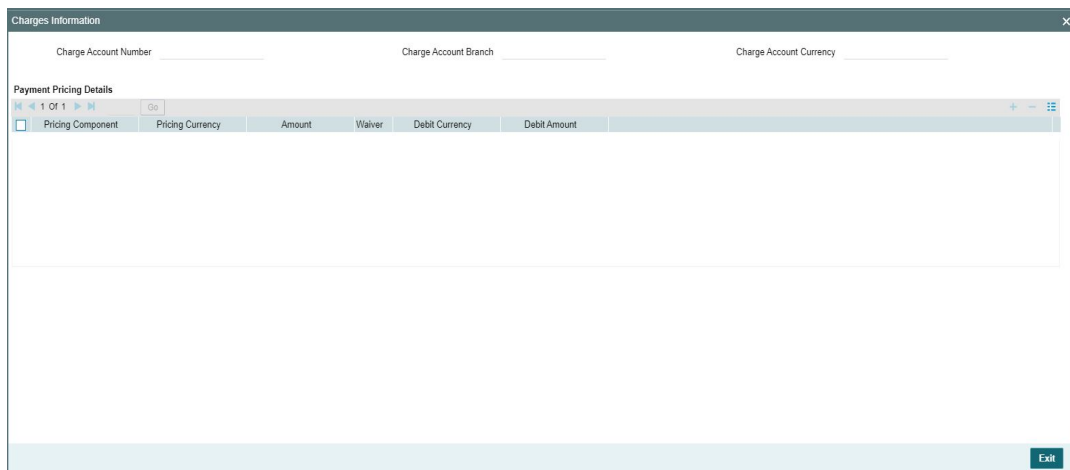 Charges Information
Charge Account Number Charge Account Branch Charge Account Currency
Payment Pricing Details
1 Of 1 Go
Pricing Component Pricing Currency Amount Waiver Debit Currency Debit Amount
Exit